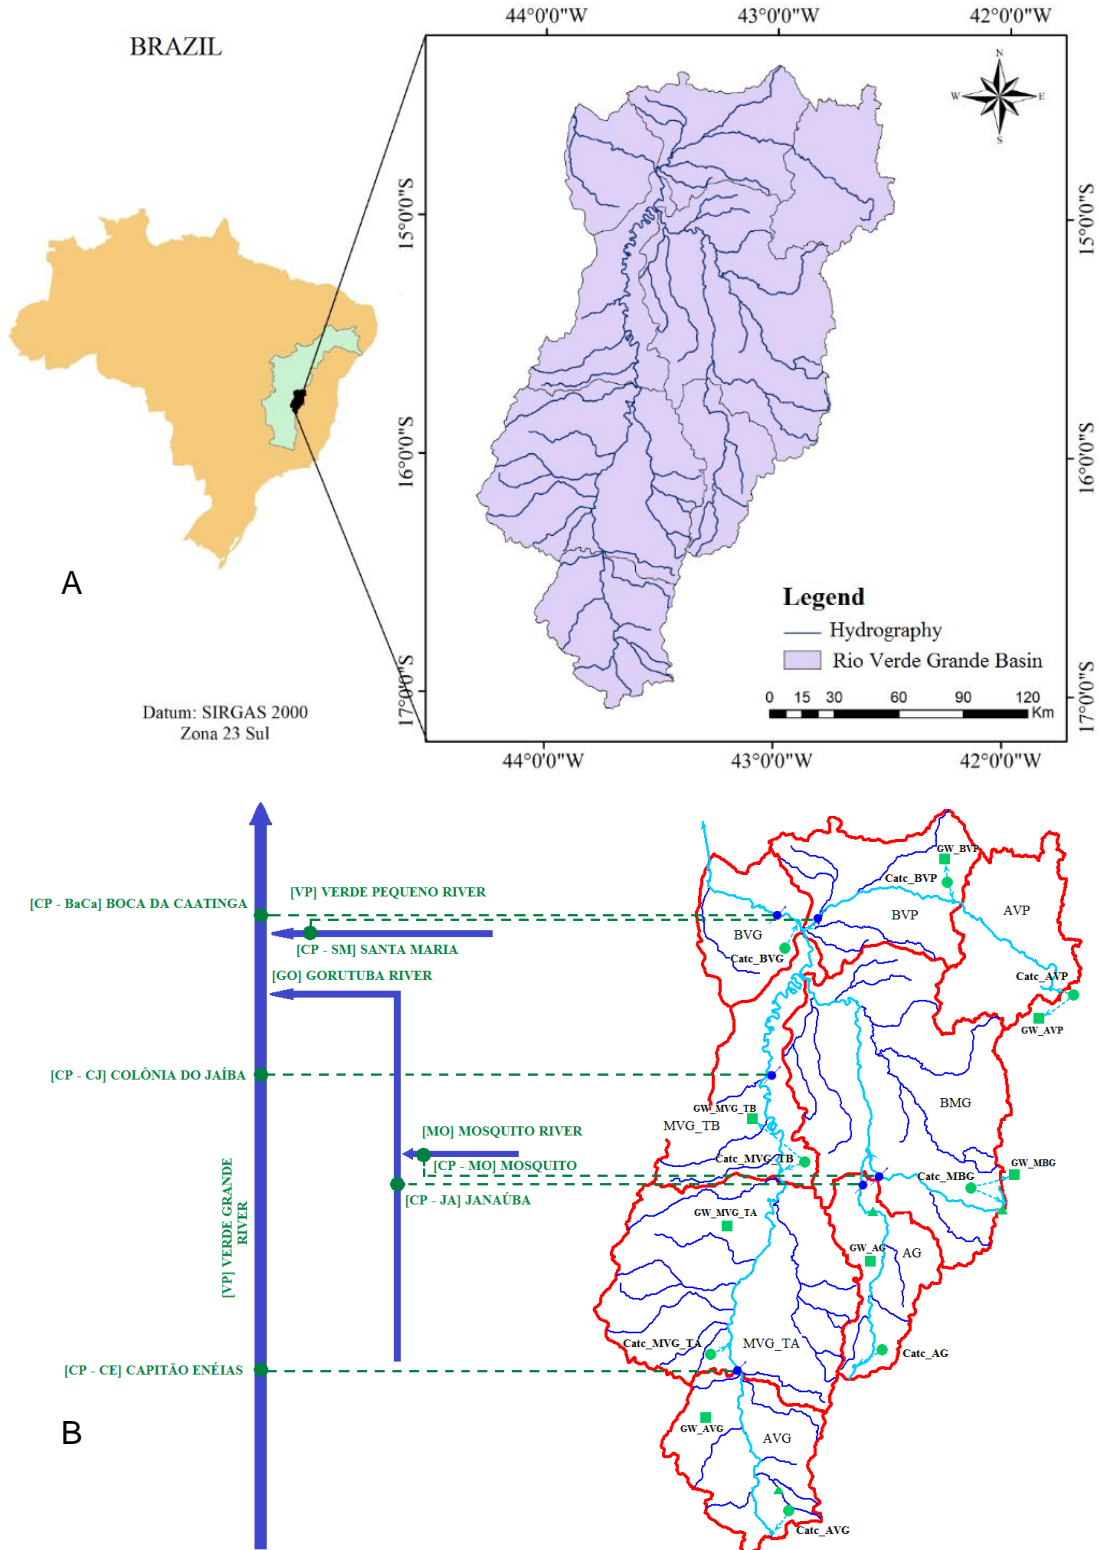 44°0'0"W 43°0'0"W 42°0'0"W
BRAZIL
N
W E
S
15°0'0"S 15°0'0"S
16°0'0"S 16°0'0"S
A
Legend
Hydrography
Rio Verde Grande Basin
17°0'0"S 17°0'0"S
0 15 30 60 90 120
Km
Datum: SIRGAS 2000
Zona 23 Sul
44°0'0"W 43°0'0"W 42°0'0"W
GW_BVP
Catc_BVP
[VP] VERDE PEQUENO RIVER
[CP - BaCa] BOCA DA CAATINGA
AVP
BVP
BVG
[CP - SM] SANTA MARIA
Catc_BVG
[GO] GORUTUBA RIVER
Catc_AVP
GW_AVP
[CP - CJ] COLÔNIA DO JAÍBA
BMG
GW_MVG_TB
MVG_TB
[MO] MOSQUITO RIVER
[CP - MO] MOSQUITO
Catc_MVG_TB
GW_MBG
Catc_MBG
[CP - JA] JANAÚBA
[VP] VERDE GRANDE
RIVER
GW_MVG_TA
GW_AG
AG
Catc_MVG_TA
MVG_TA
Catc_AG
[CP - CE] CAPITÃO ENÉIAS
B
GW_AVG
AVG
Catc_AVG